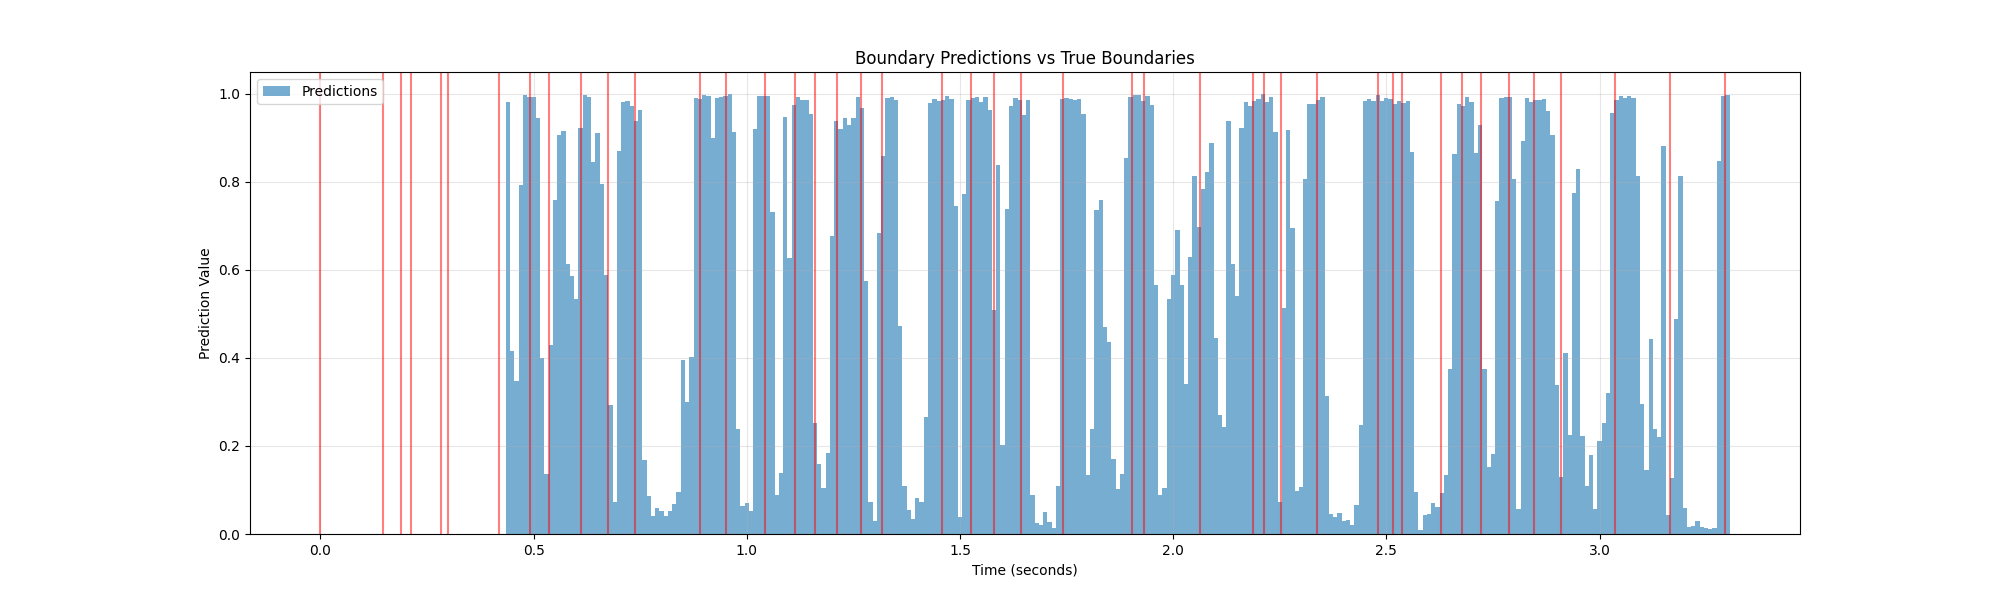 Boundary Predictions vs True Boundaries
Predictions
1.0
0.8
0.6
0.4
0.2
0.0
Prediction Value
0.0 0.5 1.0 1.5 2.0 2.5 3.0
Time (seconds)